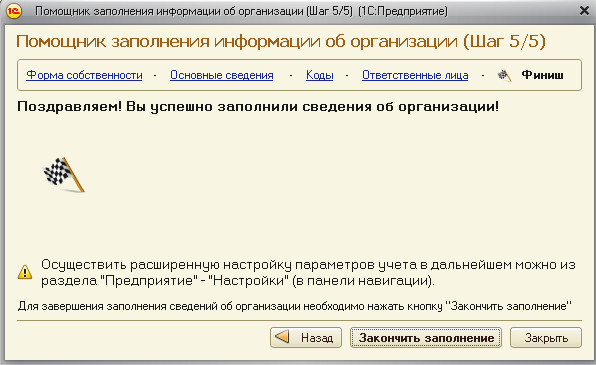 Помощник заполнения информации об организации (Шаг 5/5) (1С:Предприятие)
Помощник заполнения информации об организации (Шаг 5/5)
Форма собственности - Основные сведения - Коды - Ответственные лица - Финиш
Поздравляем! Вы успешно заполнили сведения об организации!
Осуществить расширенную настройку параметров учета в дальнейшем можно из
раздела "Предприятие" - "Настройки" (в панели навигации).
Для завершения заполнения сведений об организации необходимо нажать кнопку "Закончить заполнение"
Назад Закончить заполнение Закрыть